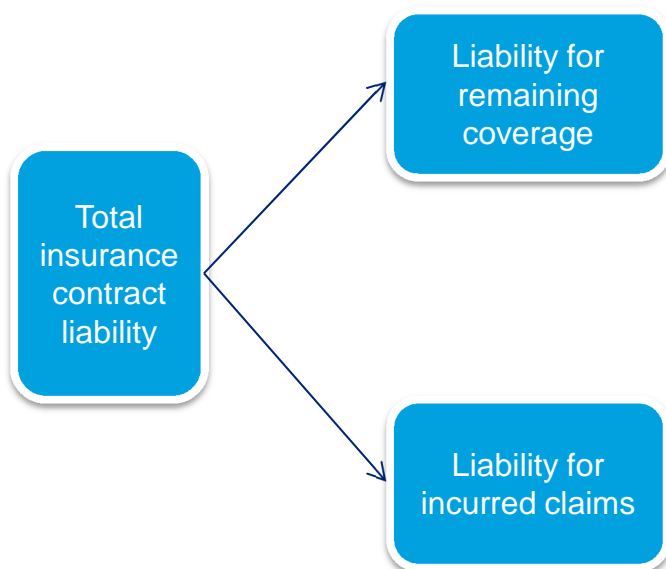 Liability for
remaining
coverage
Total
insurance
contract
liability
Liability for
incurred claims